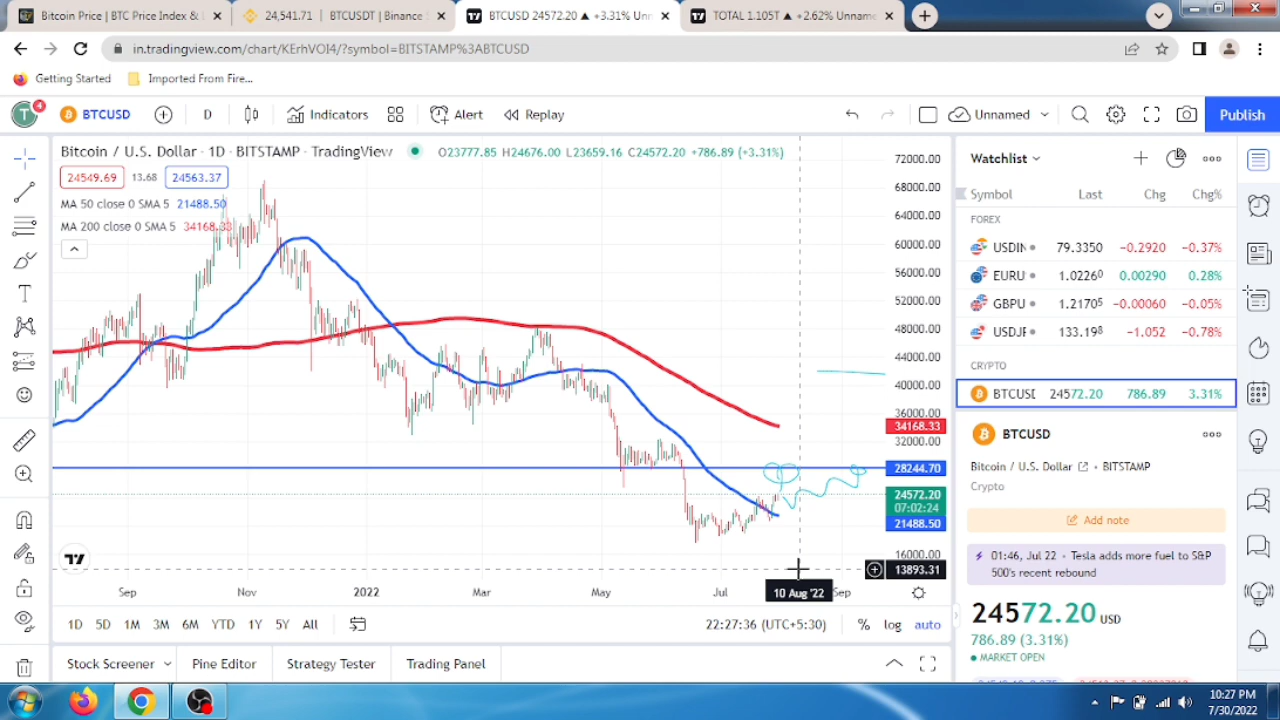 Bitcoin Price | BTC Price Index & L
24,541.71 | BTCUSDT | Binance S
BTCUSD 24572.20 ▲ +3.31% Unn
TOTAL 1.105T ▲ +2.62% Unname
in.tradingview.com/chart/KErhVOI4/?symbol=BITSTAMP%3ABTCUSD
Getting Started
Imported From Fire...
T
4
BTCUSD
D
Indicators
Alert
Replay
Unnamed
Publish
Bitcoin / U.S. Dollar · 1D · BITSTAMP · TradingView
O23777.85 H24676.00 L23659.16 C24572.20 +786.89 (+3.31%)
24549.69
13.68
24563.37
MA 50 close 0 SMA 5 21488.50
MA 200 close 0 SMA 5 34168.33
72000.00
68000.00
64000.00
60000.00
56000.00
52000.00
48000.00
44000.00
40000.00
36000.00
34168.33
32000.00
28244.70
24572.20
07:02:24
21488.50
16000.00
13893.31
Sep
Nov
2022
Mar
May
Jul
10 Aug '22
Sep
1D 5D 1M 3M 6M YTD 1Y 5Y All
22:27:36 (UTC+5:30)
%
log
auto
Stock Screener
Pine Editor
Strategy Tester
Trading Panel
Watchlist
Symbol Last Chg Chg%
FOREX
USDIN 79.3350 −0.2920 −0.37%
EURU 1.02260 0.00290 0.28%
GBPU 1.21705 −0.00060 −0.05%
USDJF 133.198 −1.052 −0.78%
CRYPTO
BTCUSI 24572.20 786.89 3.31%
BTCUSD
Bitcoin / U.S. Dollar • BITSTAMP
Crypto
Add note
01:46, Jul 22 • Tesla adds more fuel to S&P
500's recent rebound
24572.20 USD
786.89 (3.31%)
MARKET OPEN
10:27 PM
7/30/2022